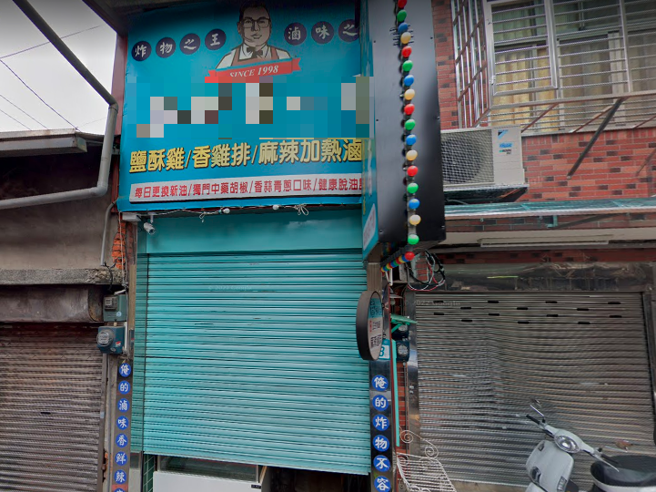 炸物之王 滷味之
SINCE 1998
鹽酥雞/香雞排/麻辣加熱滷
每日更換新油/獨門中藥胡椒/香蒜青蔥口味/健康脫油
俺的滷味香鮮辣
俺的炸物不容